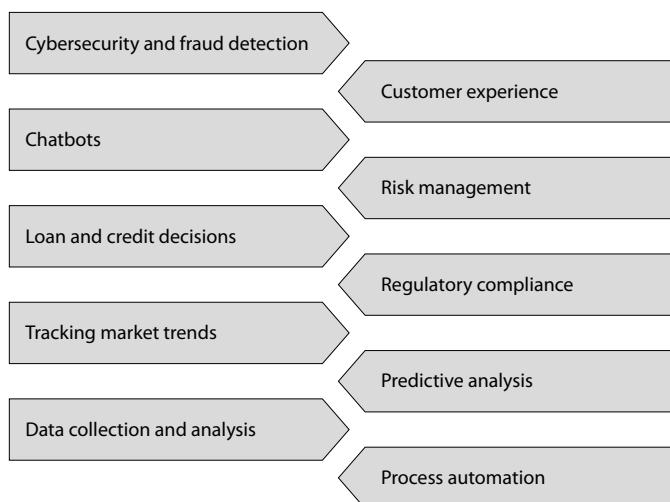 Cybersecurity and fraud detection
Customer experience
Chatbots
Risk management
Loan and credit decisions
Regulatory compliance
Tracking market trends
Predictive analysis
Data collection and analysis
Process automation